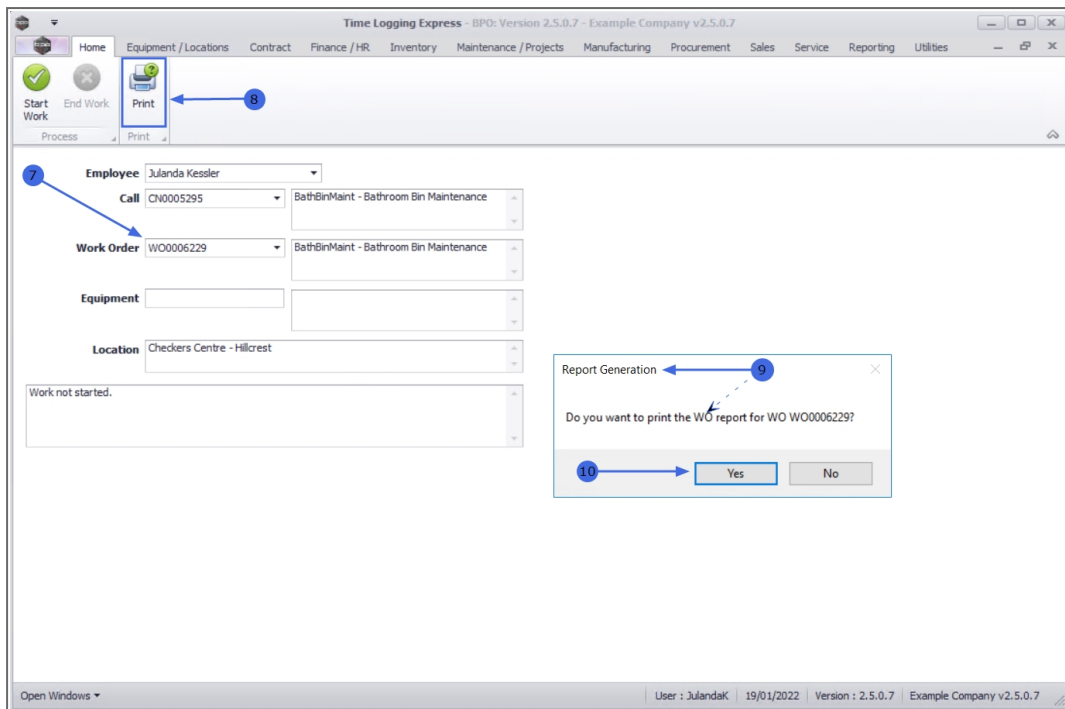 Time Logging Express - BPO: Version 2.5.0.7 - Example Company v2.5.0.7
Home Equipment / Locations Contract Finance / HR Inventory Maintenance / Projects Manufacturing Procurement Sales Service Reporting Utilities
Start Work End Work Print
8
Process Print
7
Employee Julanda Kessler
Call CN0005295 BathBinMaint - Bathroom Bin Maintenance
Work Order WO0006229 BathBinMaint - Bathroom Bin Maintenance
Equipment
Location Checkers Centre - Hillcrest
Work not started.
Report Generation 9
Do you want to print the WO report for WO WO0006229?
10 Yes No
Open Windows User : JulandaK 19/01/2022 Version : 2.5.0.7 Example Company v2.5.0.7